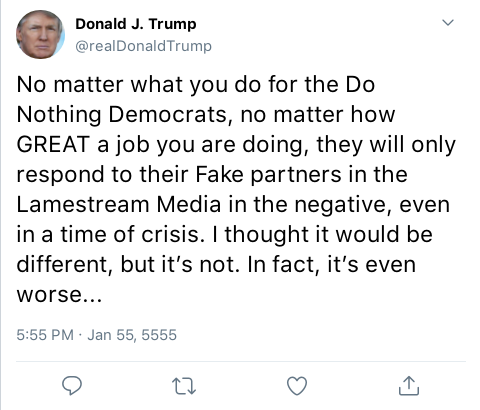 Donald J. Trump
@realDonaldTrump
No matter what you do for the Do
Nothing Democrats, no matter how
GREAT a job you are doing, they will only
respond to their Fake partners in the
Lamestream Media in the negative, even
in a time of crisis. I thought it would be
different, but it’s not. In fact, it’s even
worse...
5:55 PM · Jan 55, 5555